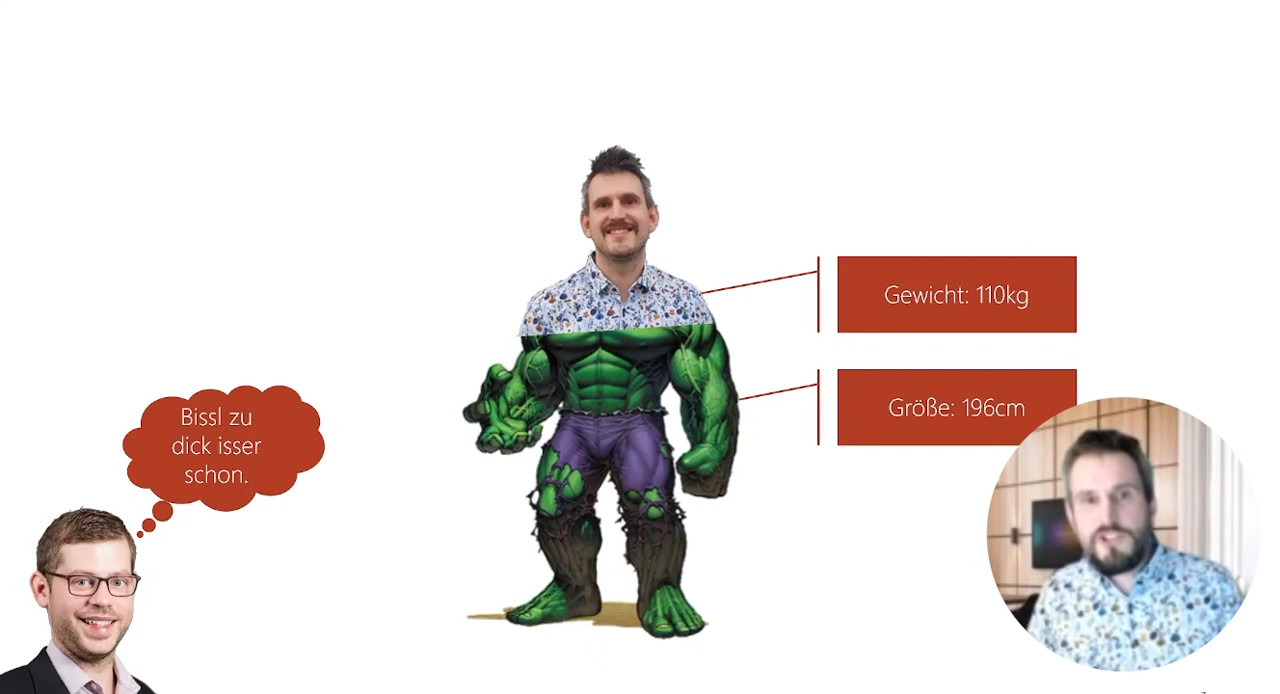 Gewicht: 110kg
Größe: 196cm
Bissl zu
dick isser
schon.